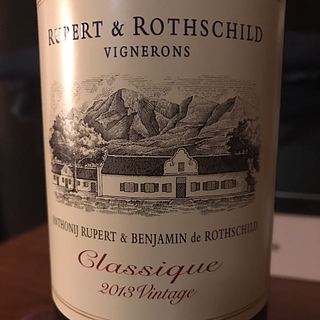 RUPERT & ROTHSCHILD
VIGNERONS
ANTHONIJ RUPERT & BENJAMIN de ROTHSCHILD
Classique
2013 Vintage